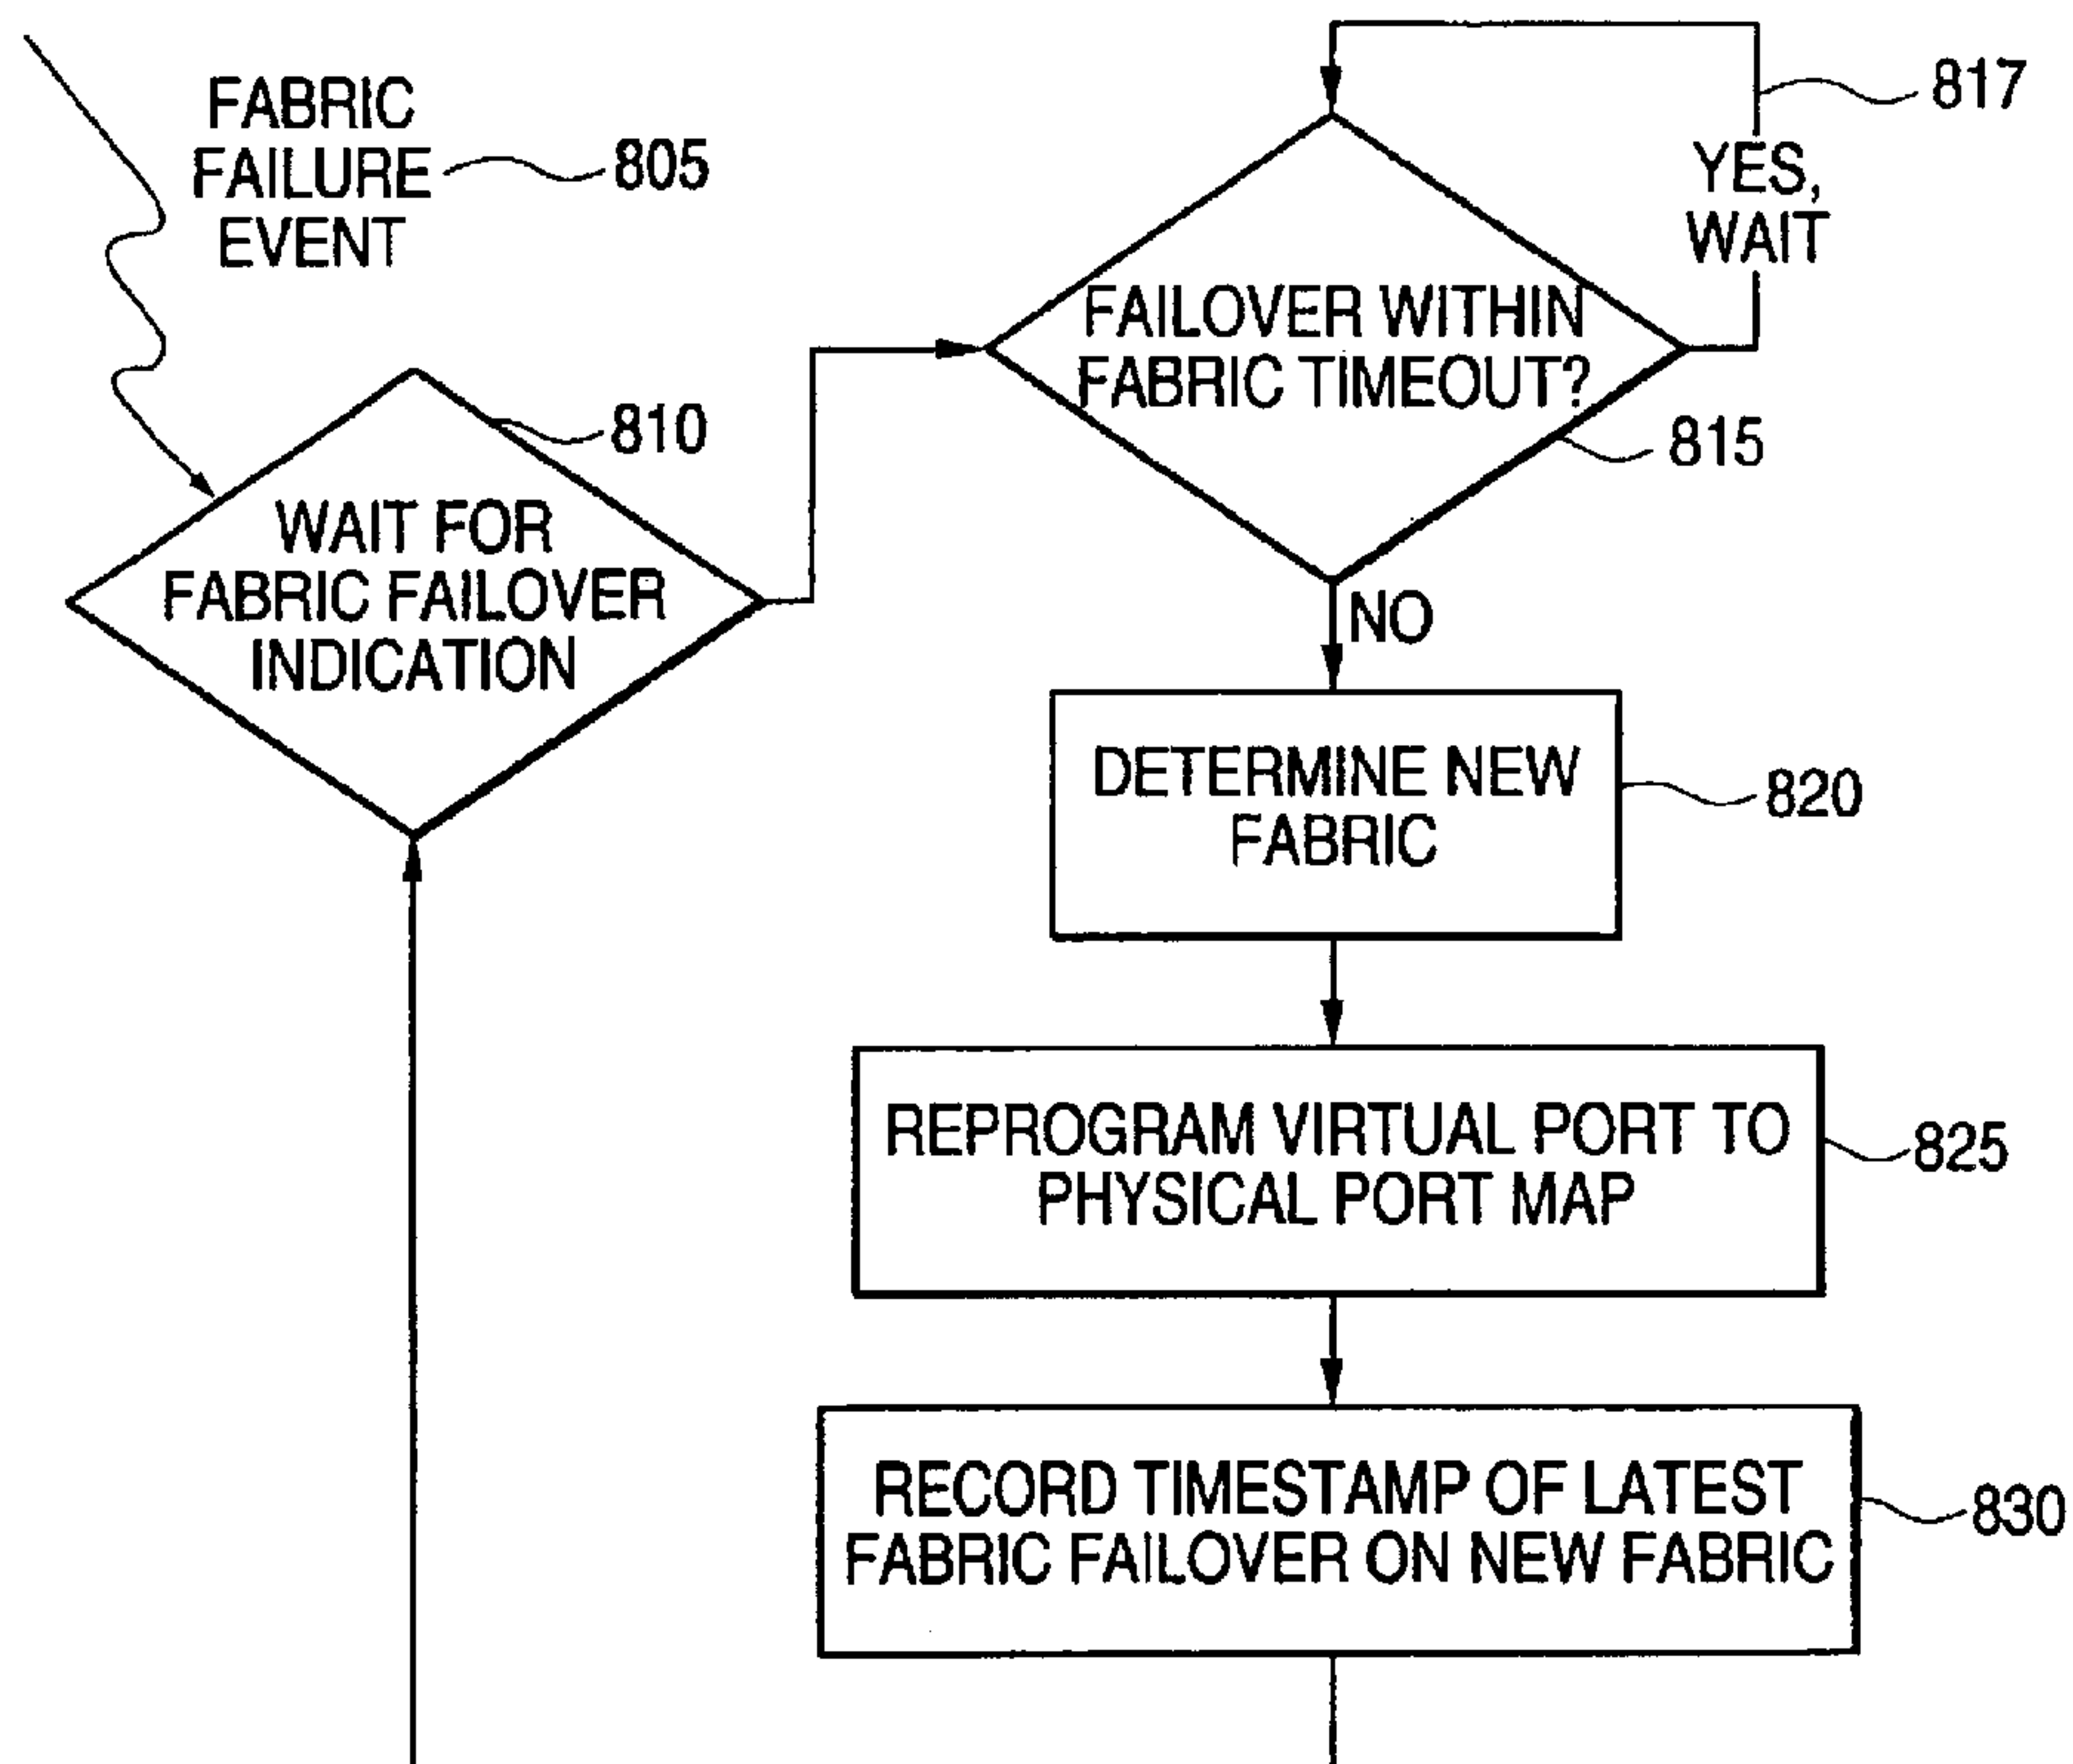 FABRIC
FAILURE
EVENT
805
817
YES,
WAIT
FAILOVER WITHIN
FABRIC TIMEOUT?
815
810
WAIT FOR
FABRIC FAILOVER
INDICATION
NO
DETERMINE NEW
FABRIC
820
REPROGRAM VIRTUAL PORT TO
PHYSICAL PORT MAP
825
RECORD TIMESTAMP OF LATEST
FABRIC FAILOVER ON NEW FABRIC
830